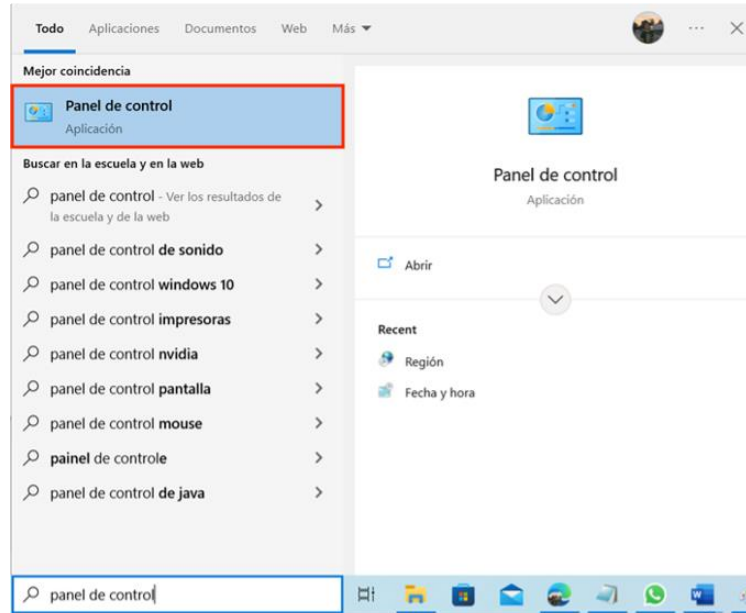 Todo Aplicaciones Documentos Web Más
Mejor coincidencia
Panel de control
Aplicación
Buscar en la escuela y en la web
panel de control - Ver los resultados de
la escuela y de la web
panel de control de sonido
panel de control windows 10
panel de control impresoras
panel de control nvidia
panel de control pantalla
panel de control mouse
painel de controle
panel de control de java
panel de control
Panel de control
Aplicación
Abrir
Recent
Región
Fecha y hora